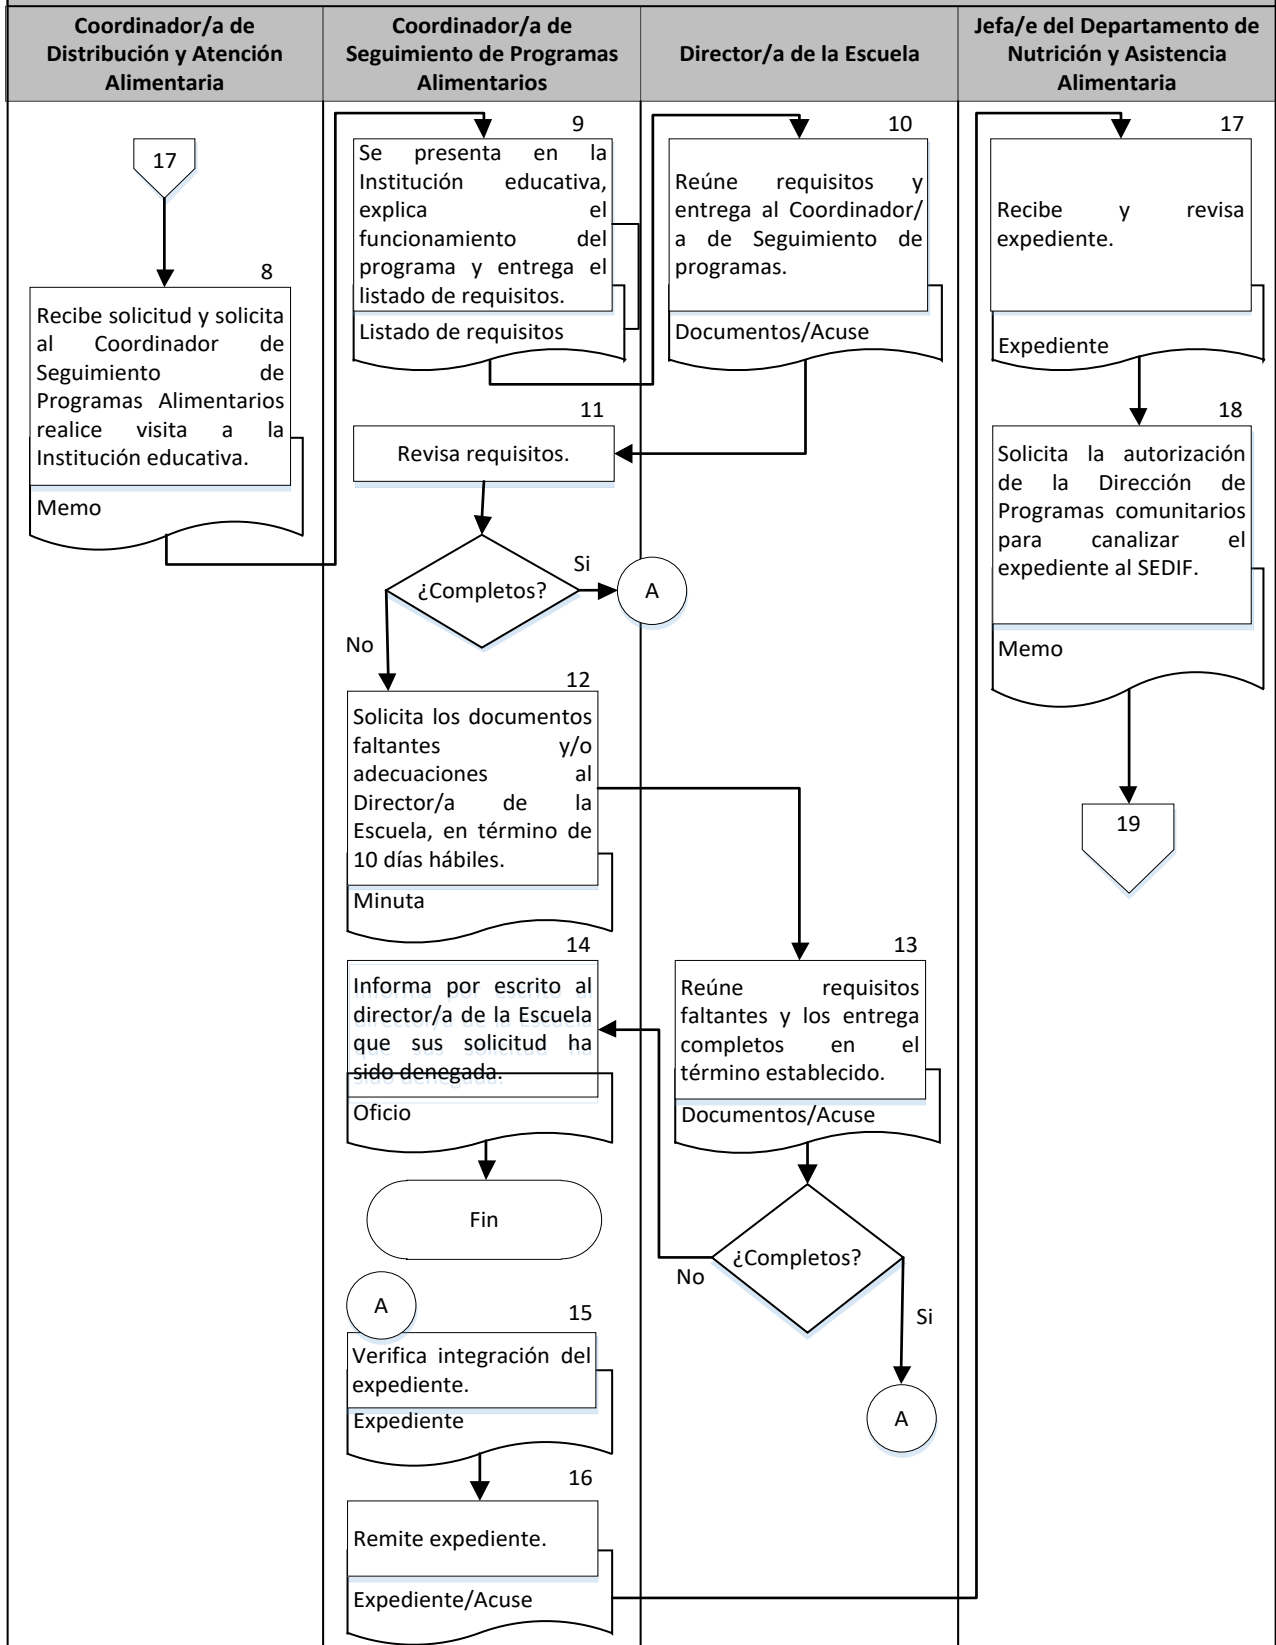 Coordinador/a de
Distribución y Atención
Alimentaria
Coordinador/a de
Seguimiento de Programas
Alimentarios
Director/a de la Escuela
Jefa/e del Departamento de
Nutrición y Asistencia
Alimentaria
17
8
Recibe solicitud y solicita
al Coordinador de
Seguimiento de
Programas Alimentarios
realice visita a la
Institución educativa.
Memo
9
Se presenta en la
Institución educativa,
explica el
funcionamiento del
programa y entrega el
listado de requisitos.
Listado de requisitos
10
Reúne requisitos y
entrega al Coordinador/
a de Seguimiento de
programas.
Documentos/Acuse
11
Revisa requisitos.
¿Completos?
Si
A
No
12
Solicita los documentos
faltantes y/o
adecuaciones al
Director/a de la
Escuela, en término de
10 días hábiles.
Minuta
13
Reúne requisitos
faltantes y los entrega
completos en el
término establecido.
Documentos/Acuse
¿Completos?
No
Si
A
14
Informa por escrito al
director/a de la Escuela
que sus solicitud ha
sido denegada.
Oficio
Fin
A
15
Verifica integración del
expediente.
Expediente
16
Remite expediente.
Expediente/Acuse
17
Recibe y revisa
expediente.
Expediente
18
Solicita la autorización
de la Dirección de
Programas comunitarios
para canalizar el
expediente al SEDIF.
Memo
19